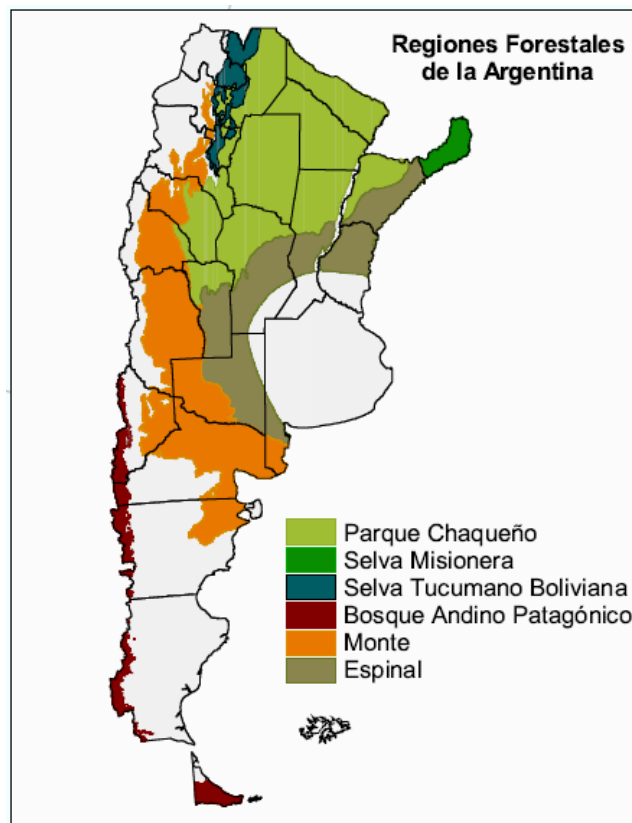 Regiones Forestales
de la Argentina
Parque Chaqueño
Selva Misionera
Selva Tucumano Boliviana
Bosque Andino Patagónico
Monte
Espinal